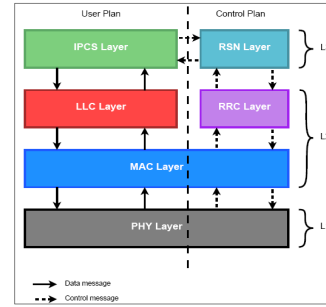 User Plan
Control Plan
IPCS Layer
RSN Layer
LLC Layer
RRC Layer
MAC Layer
PHY Layer
Data message
Control message